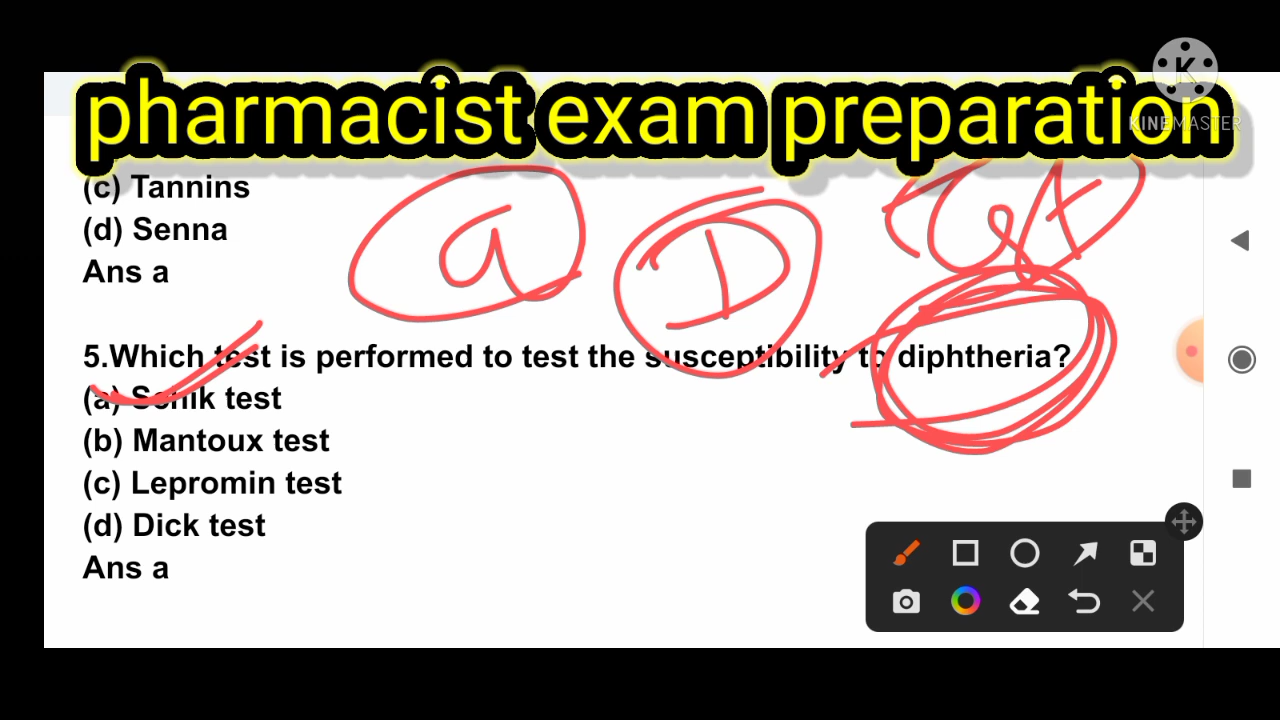 pharmacist exam preparation
KINEMASTER
(c) Tannins
(d) Senna
Ans a
a
D
5.Which test is performed to test the susceptibility to diphtheria?
(a) Schik test
(b) Mantoux test
(c) Lepromin test
(d) Dick test
Ans a